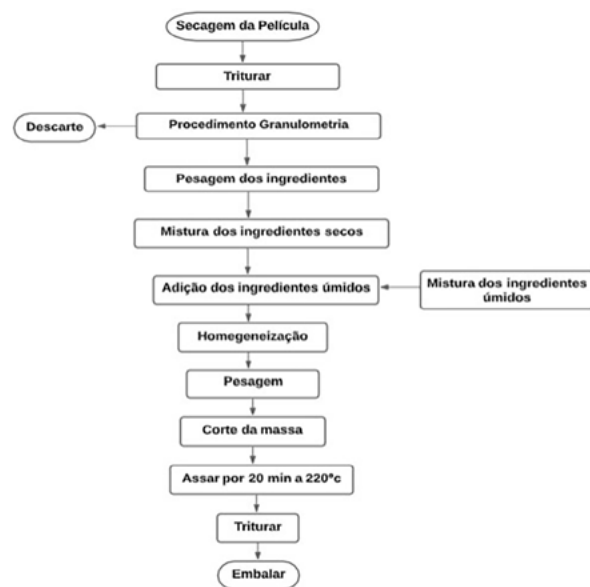 Secagem da Película
Triturar
Descarte
Procedimento Granulometria
Pesagem dos ingredientes
Mistura dos ingredientes secos
Adição dos ingredientes úmidos
Mistura dos ingredientes
úmidos
Homegeneização
Pesagem
Corte da massa
Assar por 20 min a 220°c
Triturar
Embalar